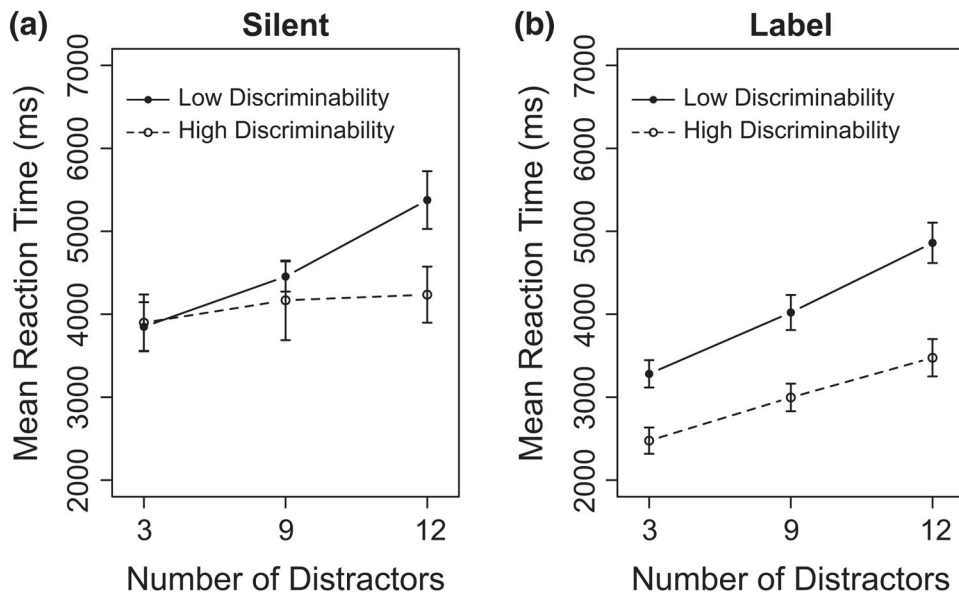 (a) Silent
Mean Reaction Time (ms)
7000
6000
5000
4000
3000
2000
Low Discriminability
High Discriminability
3 9 12
Number of Distractors
(b) Label
Mean Reaction Time (ms)
7000
6000
5000
4000
3000
2000
Low Discriminability
High Discriminability
3 9 12
Number of Distractors